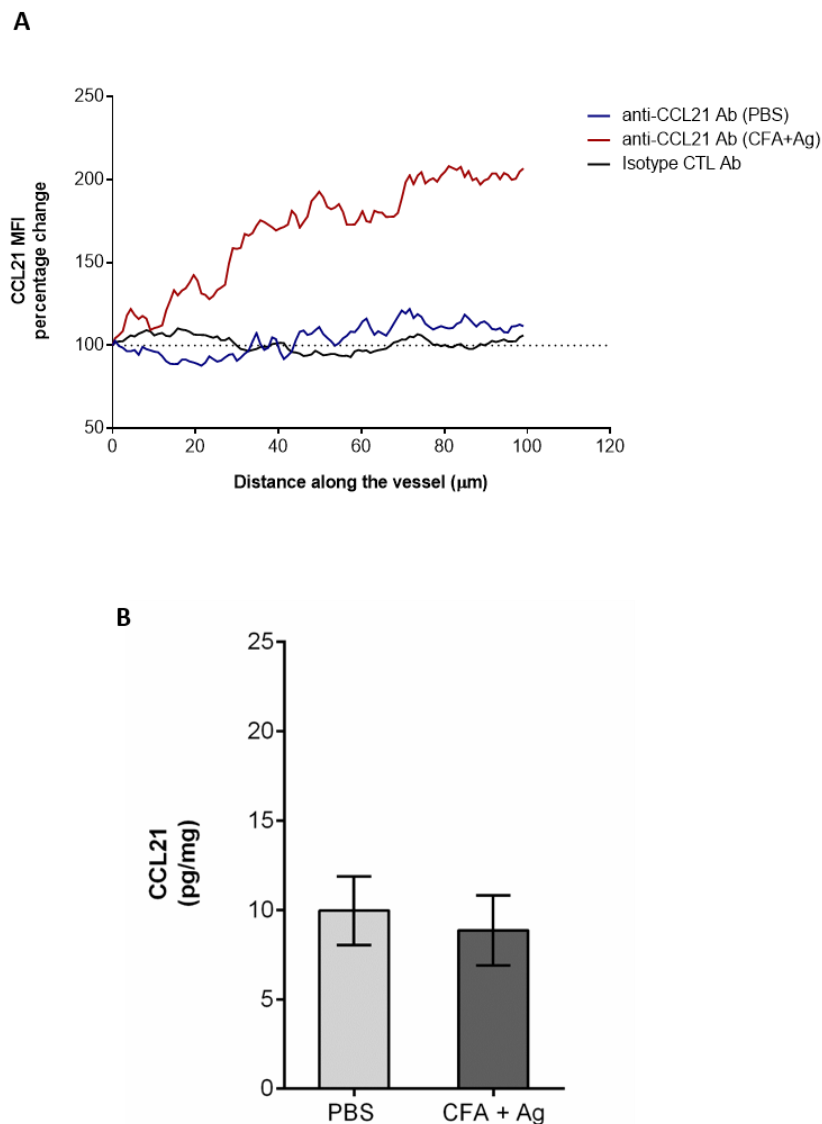 A
250
200
150
100
50
0
20
40
60
80
100
120
CCL21 MFI
percentage change
Distance along the vessel (μm)
anti-CCL21 Ab (PBS)
anti-CCL21 Ab (CFA+Ag)
Isotype CTL Ab
B
25
20
15
10
5
0
CCL21
(pg/mg)
PBS
CFA + Ag